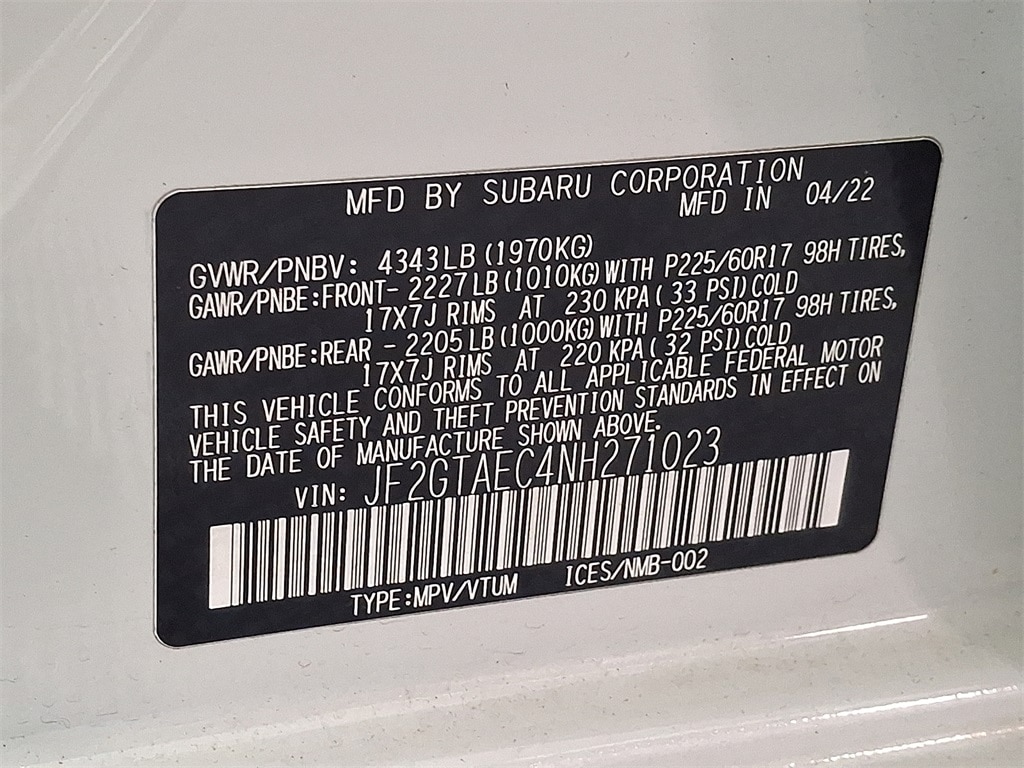 MFD BY SUBARU CORPORATION
MFD IN 04/22
GVWR/PNBV: 4343LB(1970KG)
GAWR/PNBE:FRONT- 2227LB(1010KG)WITH P225/60R17 98H TIRES,
17X7J RIMS AT 230 KPA( 33 PSI)COLD
GAWR/PNBE:REAR - 2205LB(1000KG)WITH P225/60R17 98H TIRES,
17X7J RIMS AT 220 KPA( 32 PSI)COLD
THIS VEHICLE CONFORMS TO ALL APPLICABLE FEDERAL MOTOR
VEHICLE SAFETY AND THEFT PREVENTION STANDARDS IN EFFECT ON
THE DATE OF MANUFACTURE SHOWN ABOVE.
VIN: JF2GTAEC4NH271023
TYPE:MPV/VTUM ICES/NMB-002